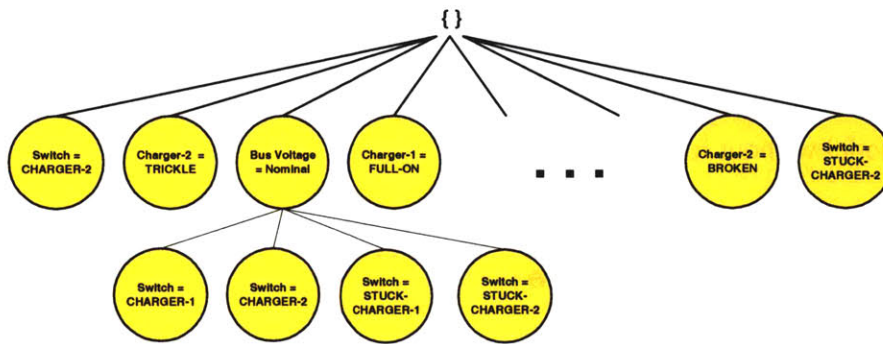 { }
Switch =
CHARGER-2
Charger-2 =
TRICKLE
Bus Voltage
= Nominal
Charger-1 =
FULL-ON
. . .
Charger-2 =
BROKEN
Switch =
STUCK-
CHARGER-2
Switch =
CHARGER-1
Switch =
CHARGER-2
Switch =
STUCK-
CHARGER-1
Switch =
STUCK-
CHARGER-2